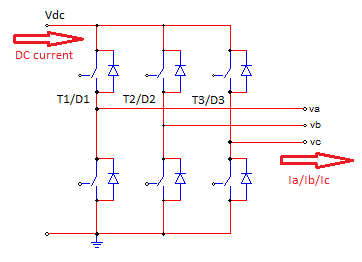 Vdc
DC current
T1/D1 T2/D2 T3/D3
va
vb
vc
Ia/Ib/Ic